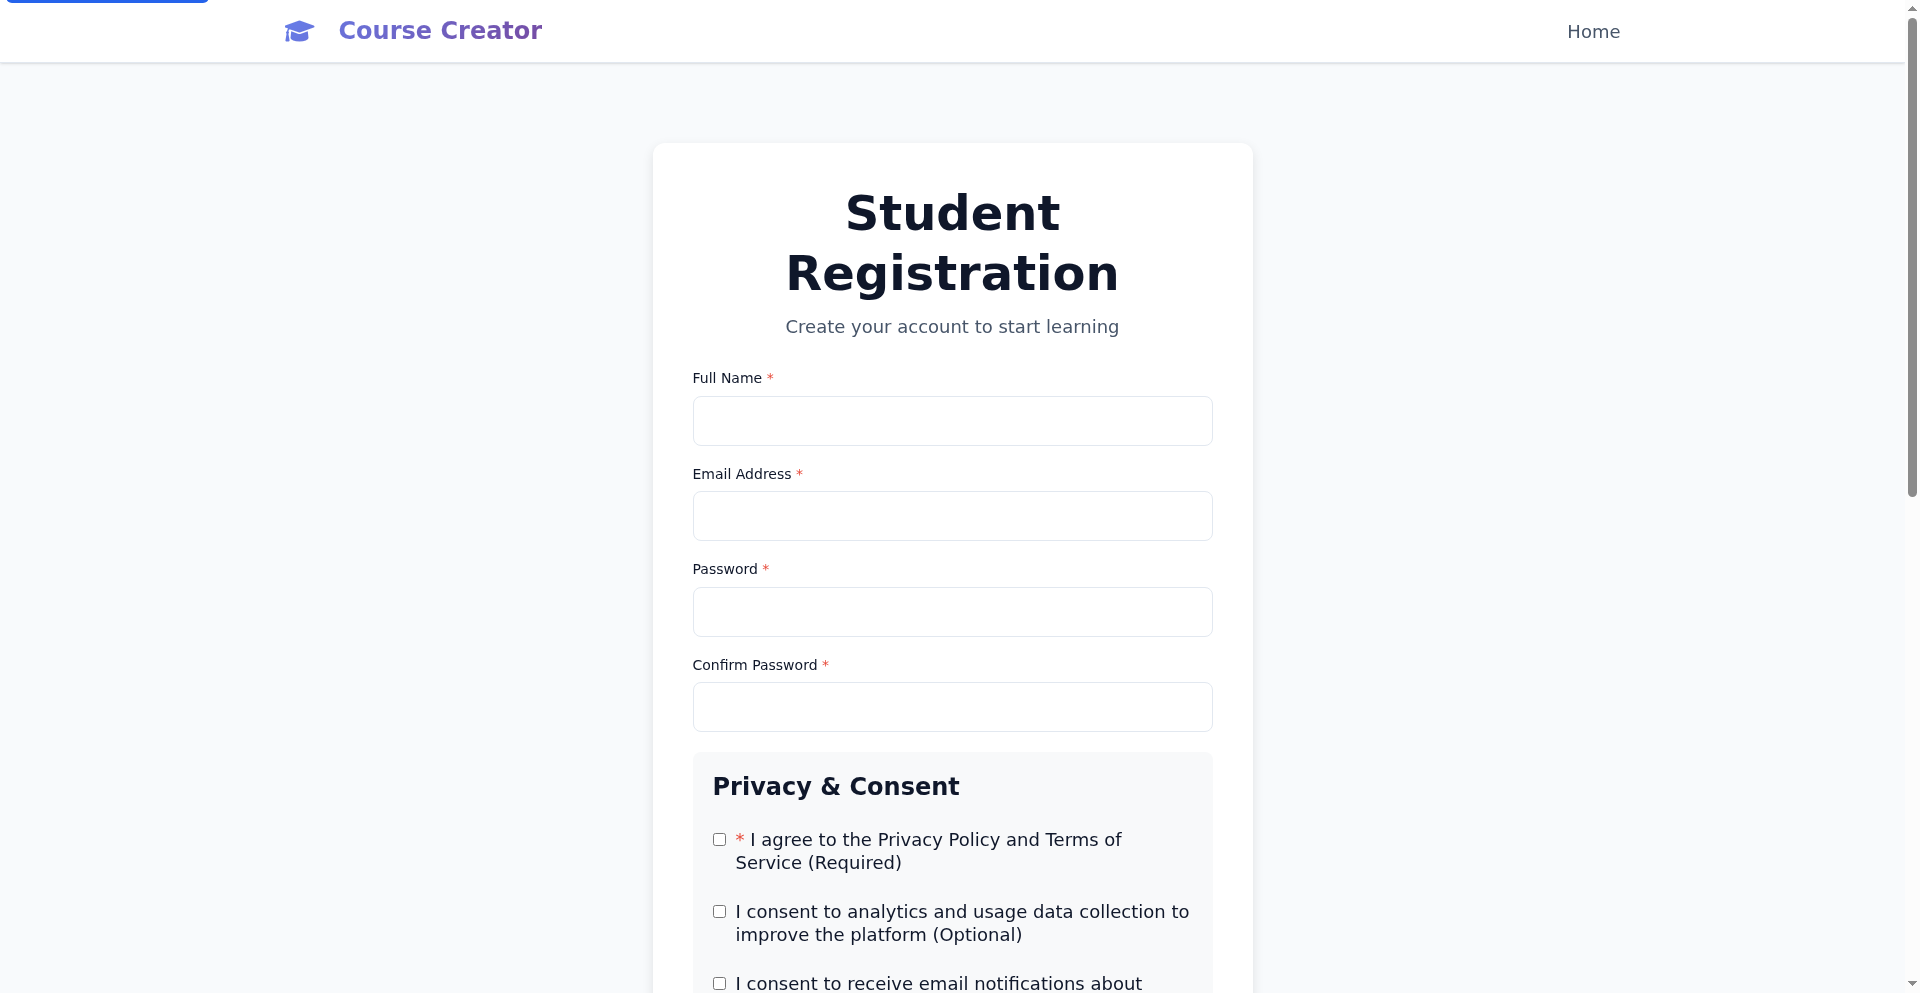 Course Creator
Home
Student
Registration
Create your account to start learning
Full Name *
Email Address *
Password *
Confirm Password *
Privacy & Consent
* I agree to the Privacy Policy and Terms of
Service (Required)
I consent to analytics and usage data collection to
improve the platform (Optional)
I consent to receive email notifications about